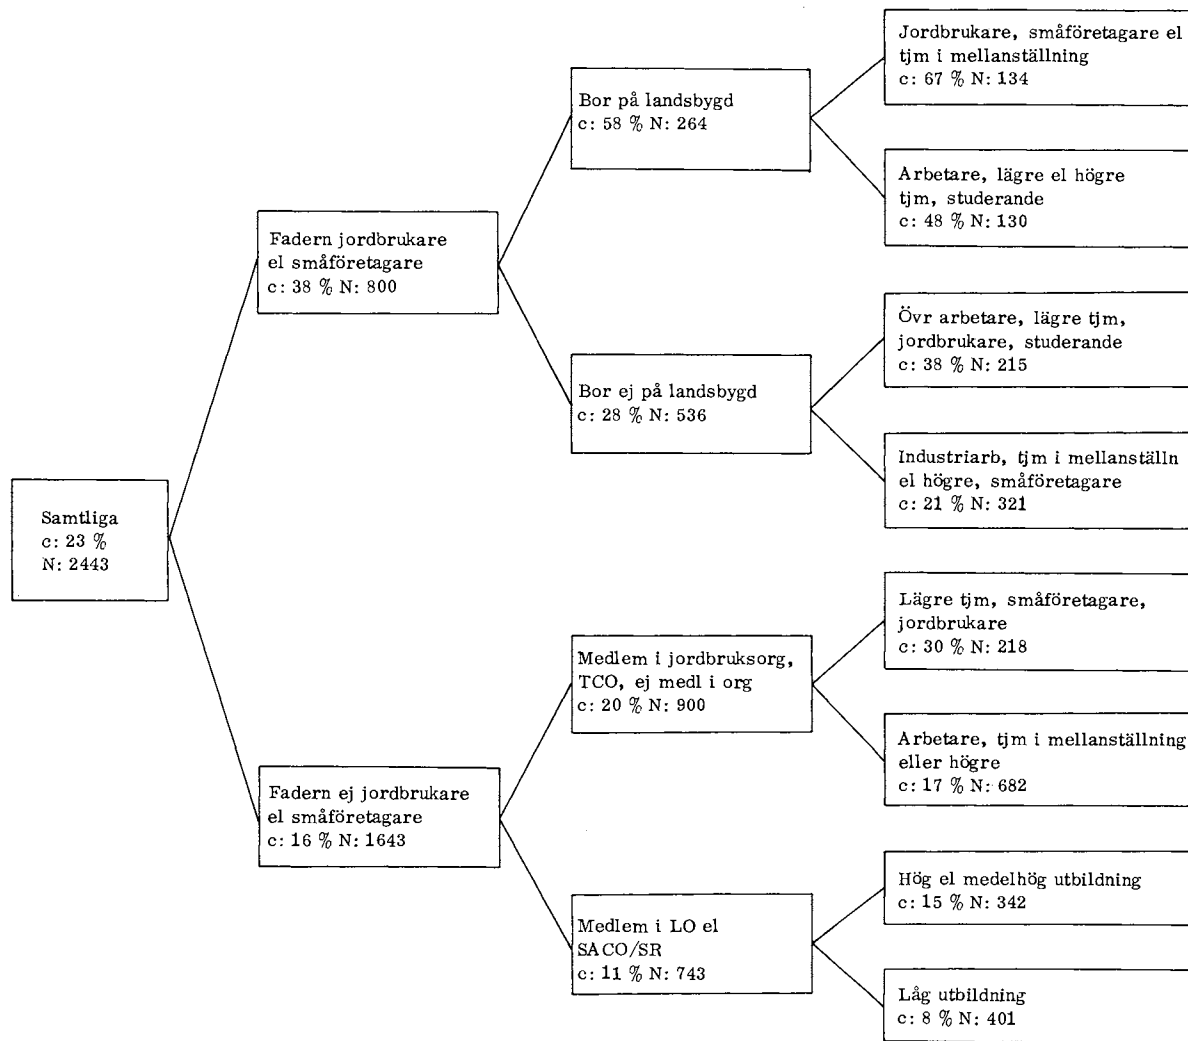 Samtliga
c: 23 %
N: 2443
Fadern jordbrukare
el småföretagare
c: 38 % N: 800
Fadern ej jordbrukare
el småföretagare
c: 16 % N: 1643
Bor på landsbygd
c: 58 % N: 264
Bor ej på landsbygd
c: 28 % N: 536
Medlem i jordbruksorg,
TCO, ej medl i org
c: 20 % N: 900
Medlem i LO el
SACO/SR
c: 11 % N: 743
Jordbrukare, småföretagare el
tjm i mellanställning
c: 67 % N: 134
Arbetare, lägre el högre
tjm, studerande
c: 48 % N: 130
Övr arbetare, lägre tjm,
jordbrukare, studerande
c: 38 % N: 215
Industriarb, tjm i mellanställn
el högre, småföretagare
c: 21 % N: 321
Lägre tjm, småföretagare,
jordbrukare
c: 30 % N: 218
Arbetare, tjm i mellanställning
eller högre
c: 17 % N: 682
Hög el medelhög utbildning
c: 15 % N: 342
Låg utbildning
c: 8 % N: 401